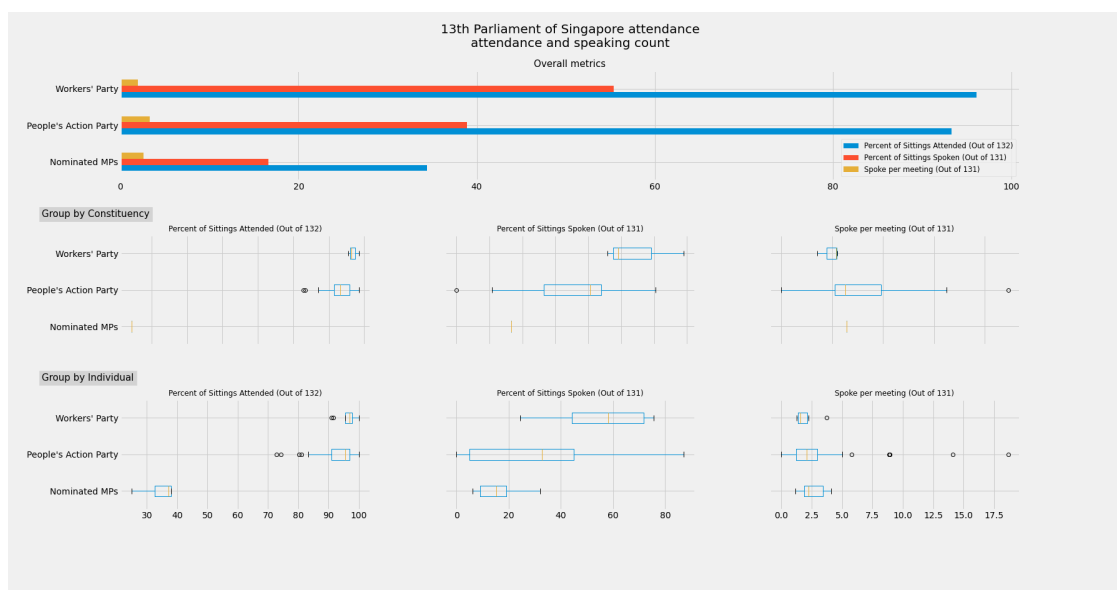 13th Parliament of Singapore attendance
attendance and speaking count
Overall metrics
Workers' Party
People's Action Party
Nominated MPs
Percent of Sittings Attended (Out of 132)
Percent of Sittings Spoken (Out of 131)
Spoke per meeting (Out of 131)
0 20 40 60 80 100
Group by Constituency
Percent of Sittings Attended (Out of 132) Percent of Sittings Spoken (Out of 131) Spoke per meeting (Out of 131)
Workers' Party
People's Action Party
Nominated MPs
Group by Individual
Percent of Sittings Attended (Out of 132) Percent of Sittings Spoken (Out of 131) Spoke per meeting (Out of 131)
Workers' Party
People's Action Party
Nominated MPs
30 40 50 60 70 80 90 100 0 20 40 60 80 0.0 2.5 5.0 7.5 10.0 12.5 15.0 17.5